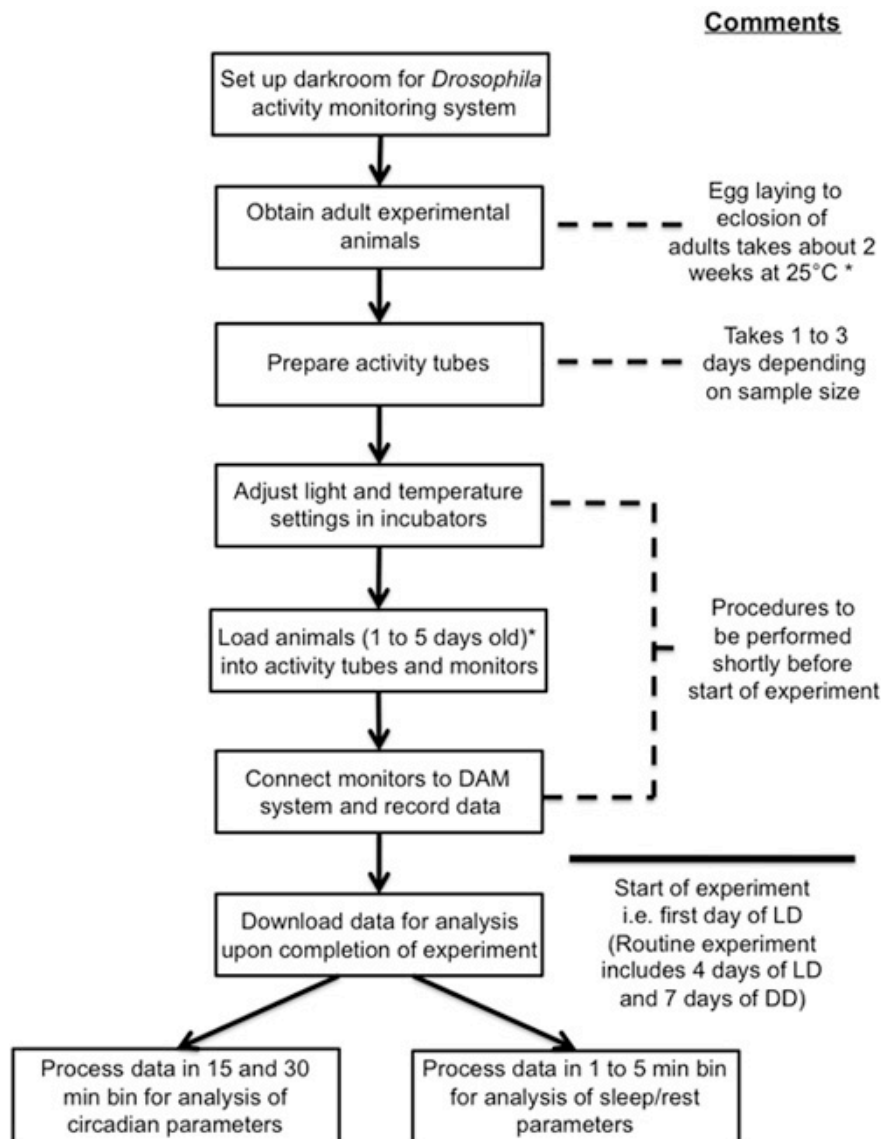 Comments
Set up darkroom for Drosophila
activity monitoring system
Obtain adult experimental
animals
Egg laying to
eclosion of
adults takes about 2
weeks at 25°C *
Prepare activity tubes
Takes 1 to 3
days depending
on sample size
Adjust light and temperature
settings in incubators
Load animals (1 to 5 days old)*
into activity tubes and monitors
Procedures to
be performed
shortly before
start of experiment
Connect monitors to DAM
system and record data
Start of experiment
i.e. first day of LD
(Routine experiment
includes 4 days of LD
and 7 days of DD)
Download data for analysis
upon completion of experiment
Process data in 15 and 30
min bin for analysis of
circadian parameters
Process data in 1 to 5 min bin
for analysis of sleep/rest
parameters